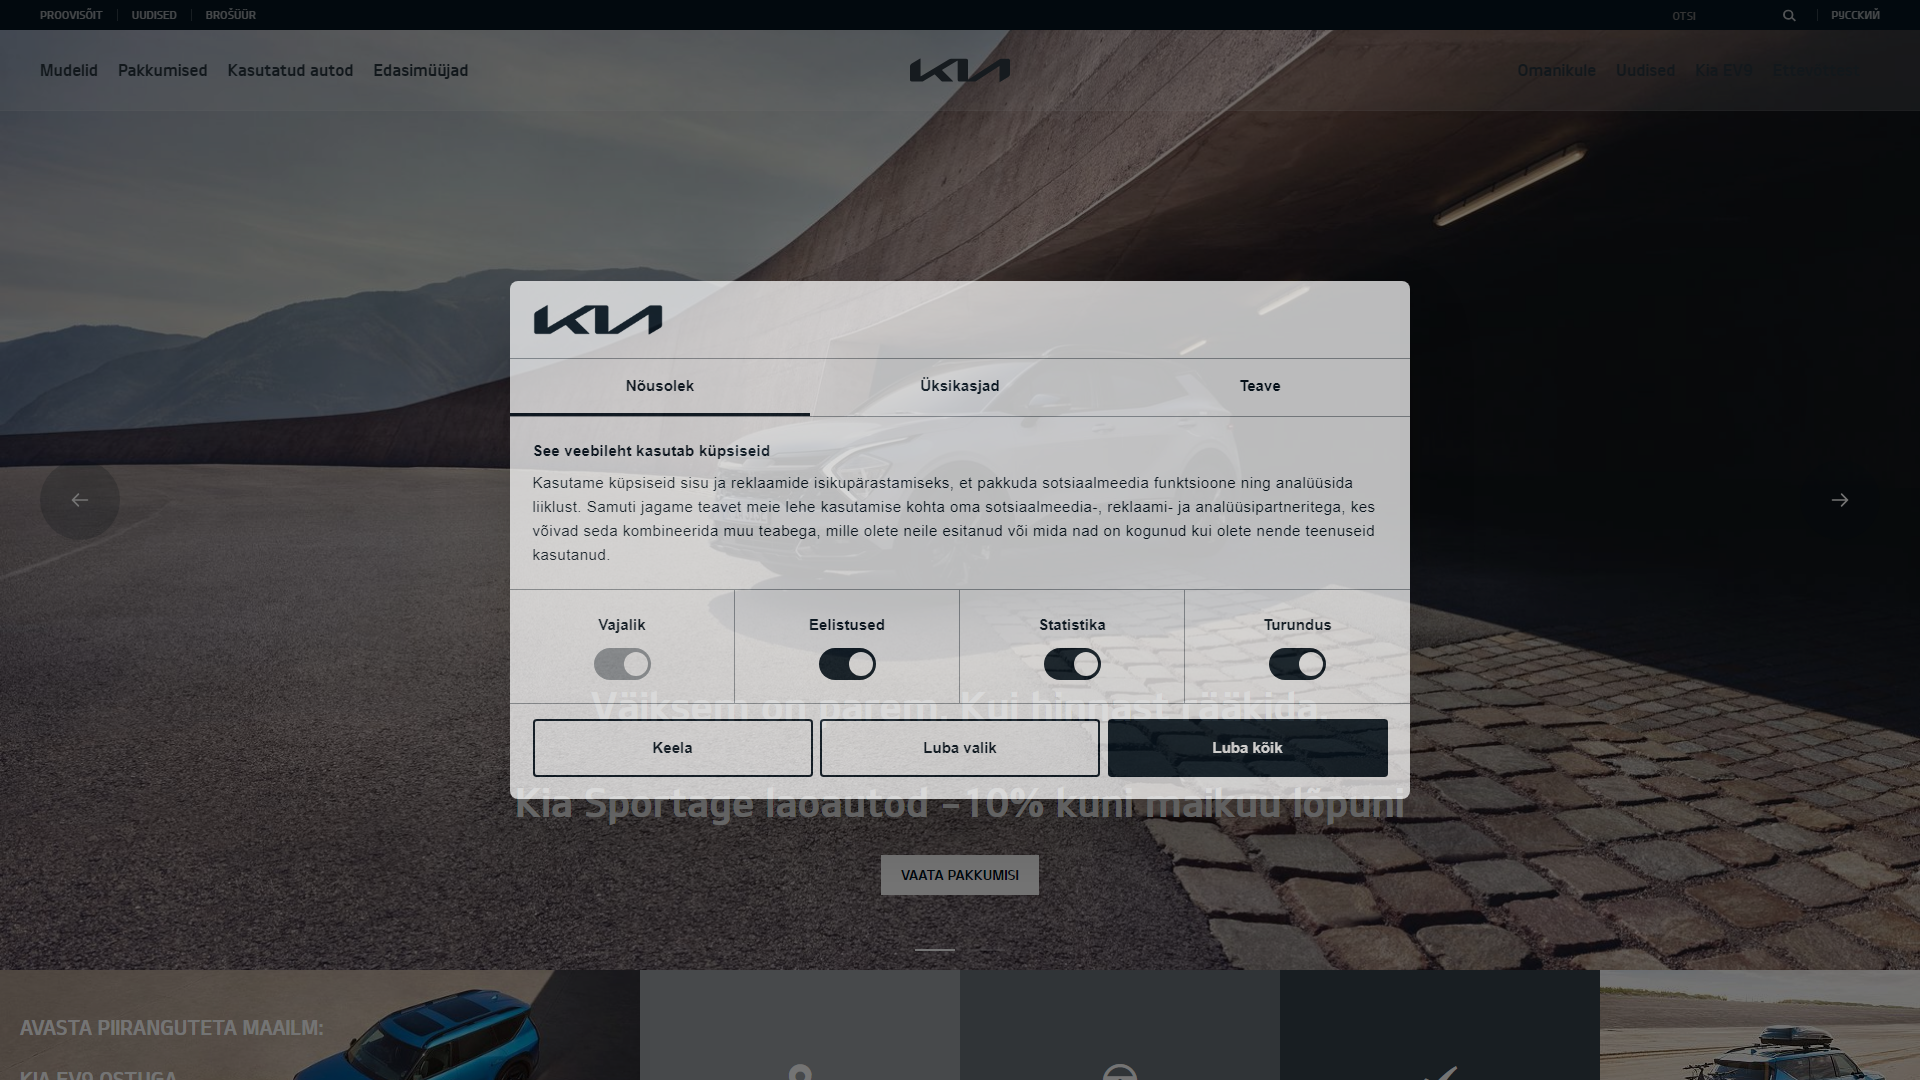 PROOVISÕIT
UUDISED
BROŠÜÜR
OTSI
РУССКИЙ
Mudelid
Pakkumised
Kasutatud autod
Edasimüüjad
KIA
Omanikule
Uudised
Kia EV9
KIA
Nõusolek
Üksikasjad
Teave
See veebileht kasutab küpsiseid
Kasutame küpsiseid sisu ja reklaamide isikupärastamiseks, et pakkuda sotsiaalmeedia funktsioone ning analüüsida
liiklust. Samuti jagame teavet meie lehe kasutamise kohta oma sotsiaalmeedia-, reklaami- ja analüüsipartneritega, kes
võivad seda kombineerida muu teabega, mille olete neile esitanud või mida nad on kogunud kui olete nende teenuseid
kasutanud.
Vajalik
Eelistused
Statistika
Turundus
Väiksem on parem. Kui hinnast rääkida.
Keela
Luba valik
Luba kõik
Kia Sportage laoautod –10% kuni maikuu lõpuni
VAATA PAKKUMISI
AVASTA PIIRANGUTETA MAAILM:
KIA EV9 OSTUGA